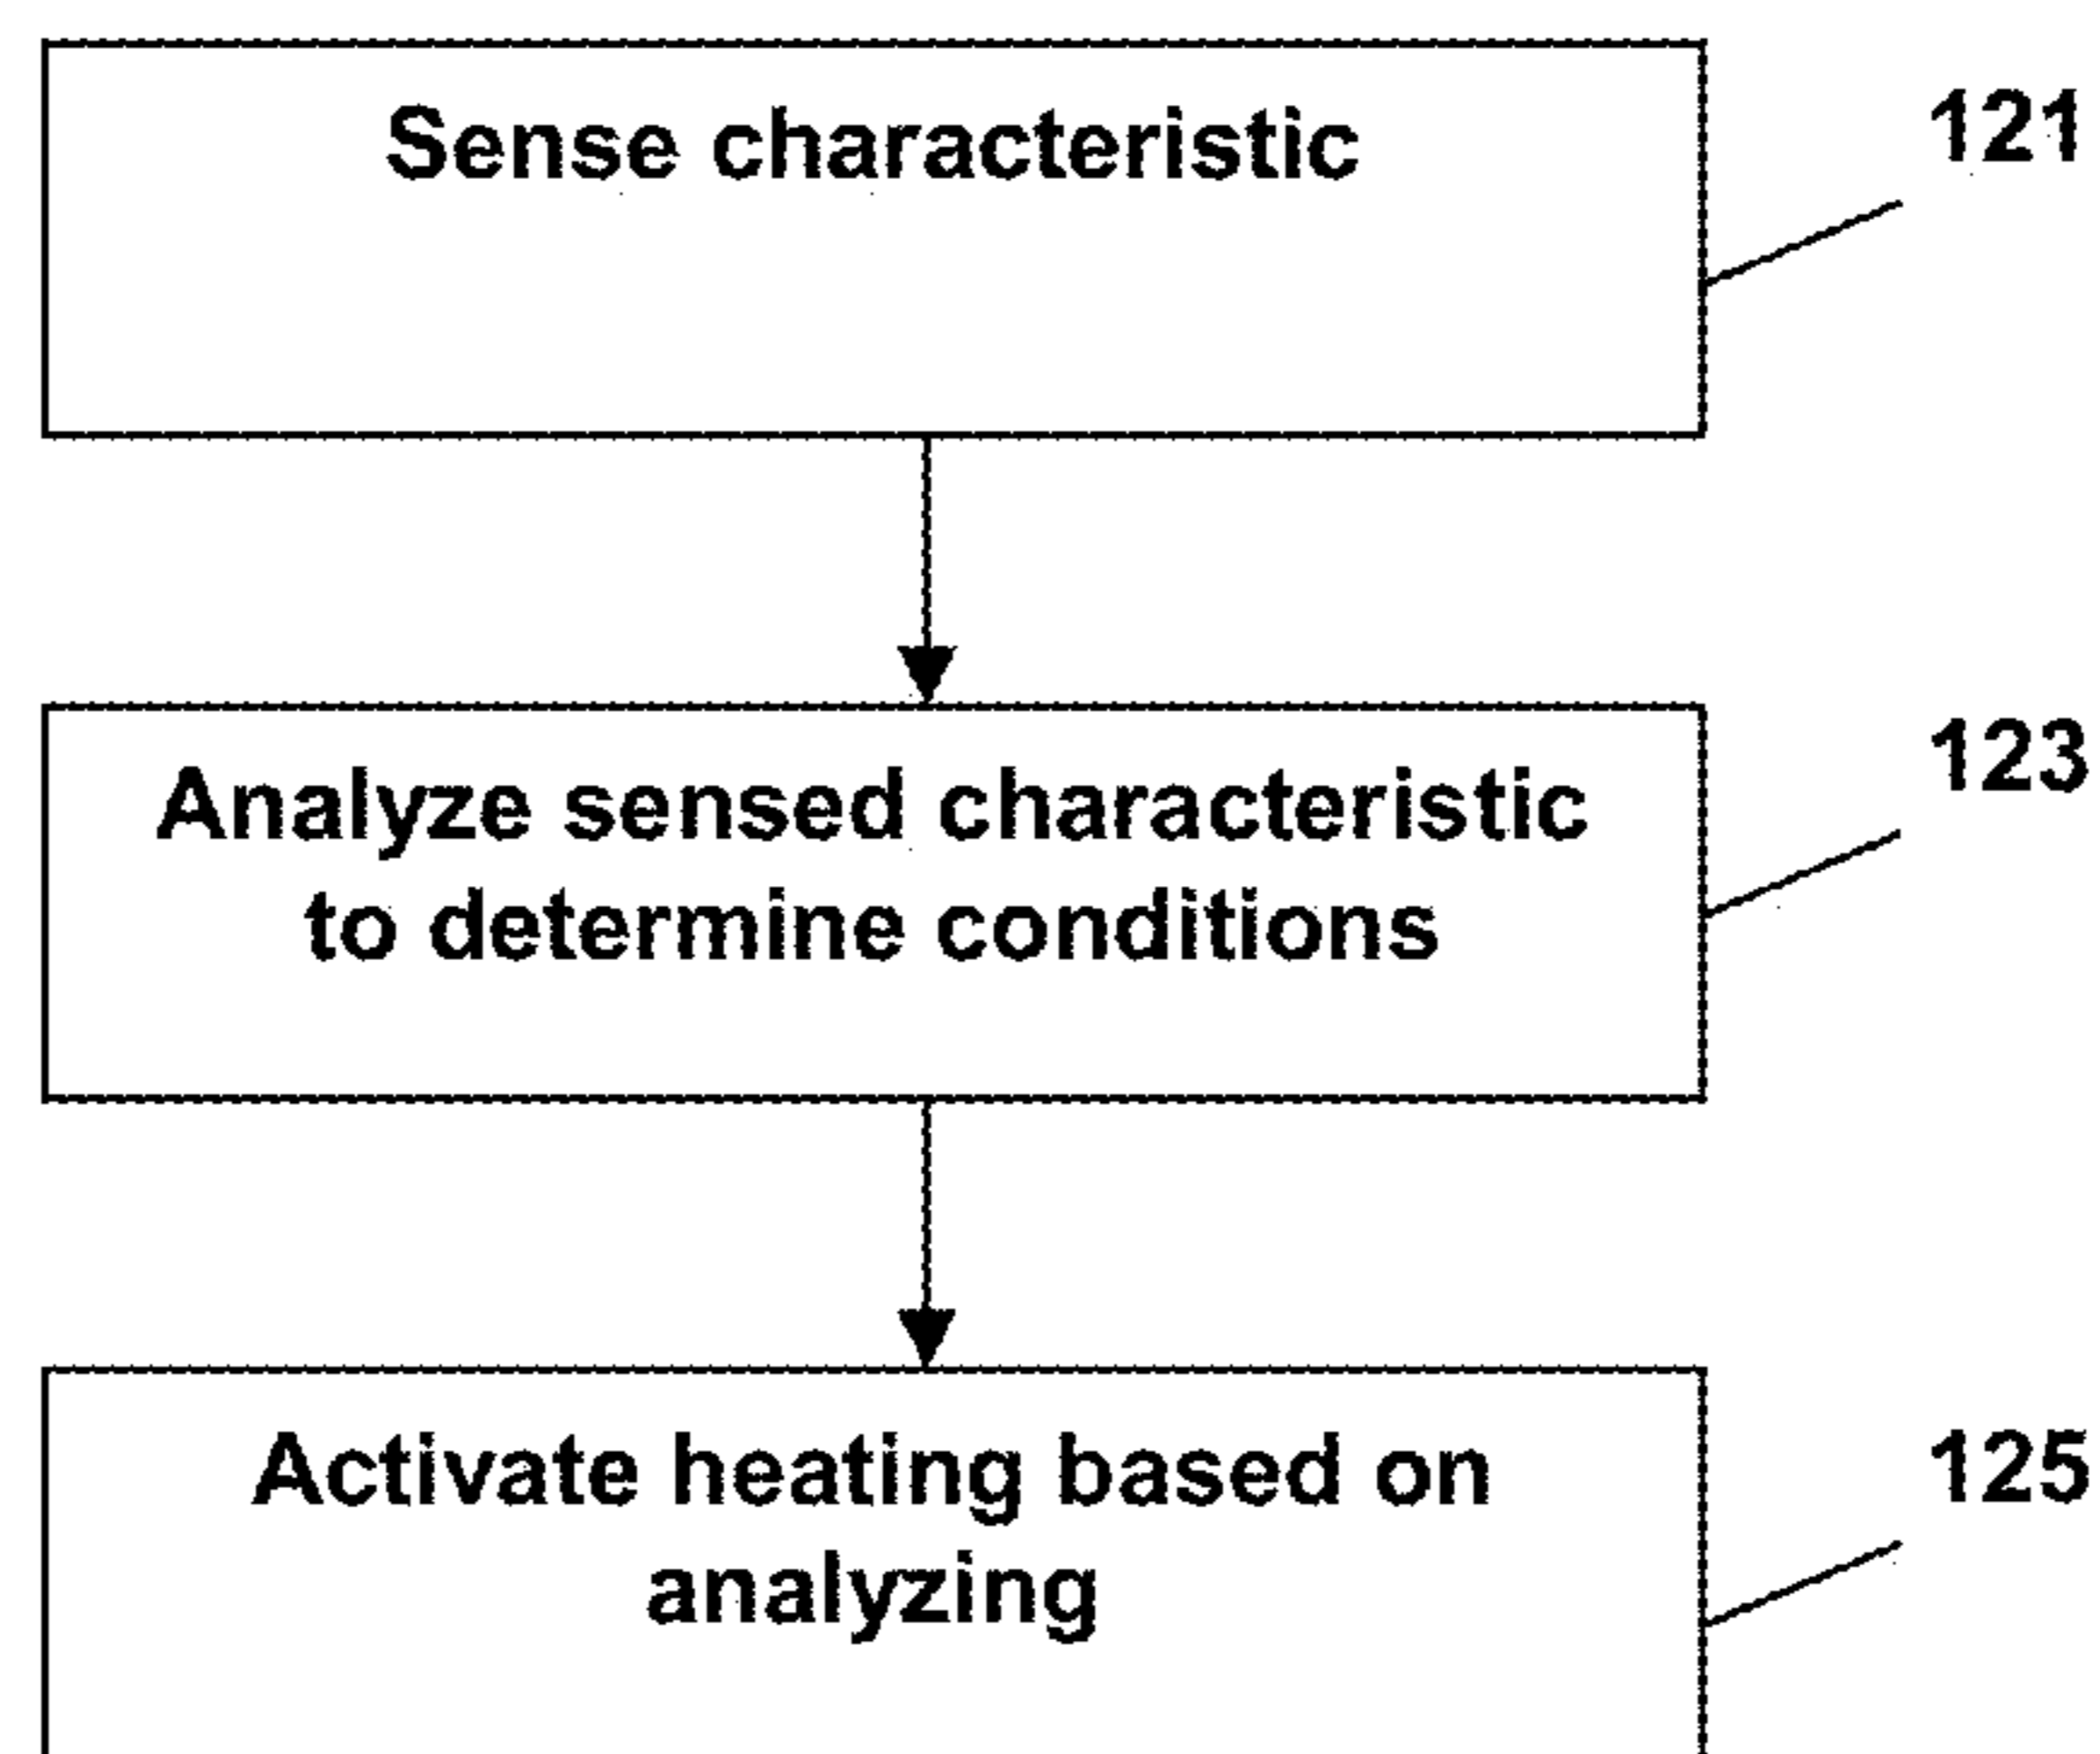 Sense characteristic
121
Analyze sensed characteristic
to determine conditions
123
Activate heating based on
analyzing
125